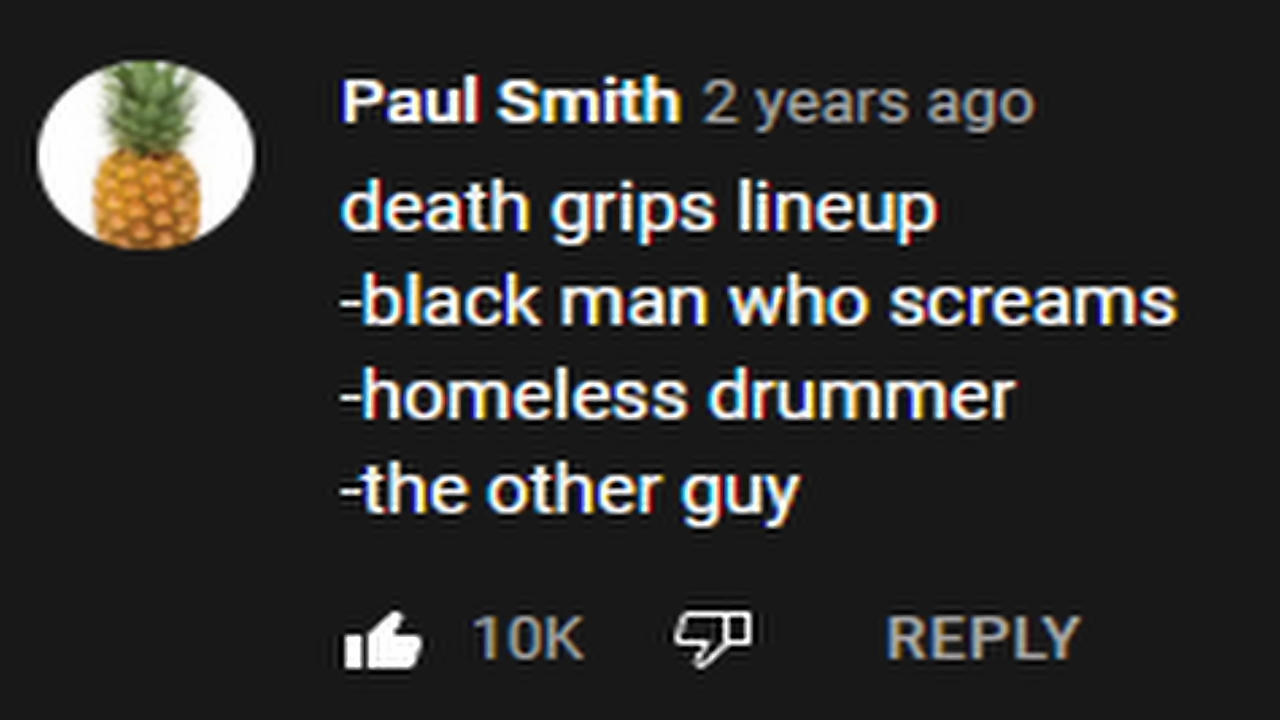 Paul Smith 2 years ago
death grips lineup
-black man who screams
-homeless drummer
-the other guy
10K REPLY